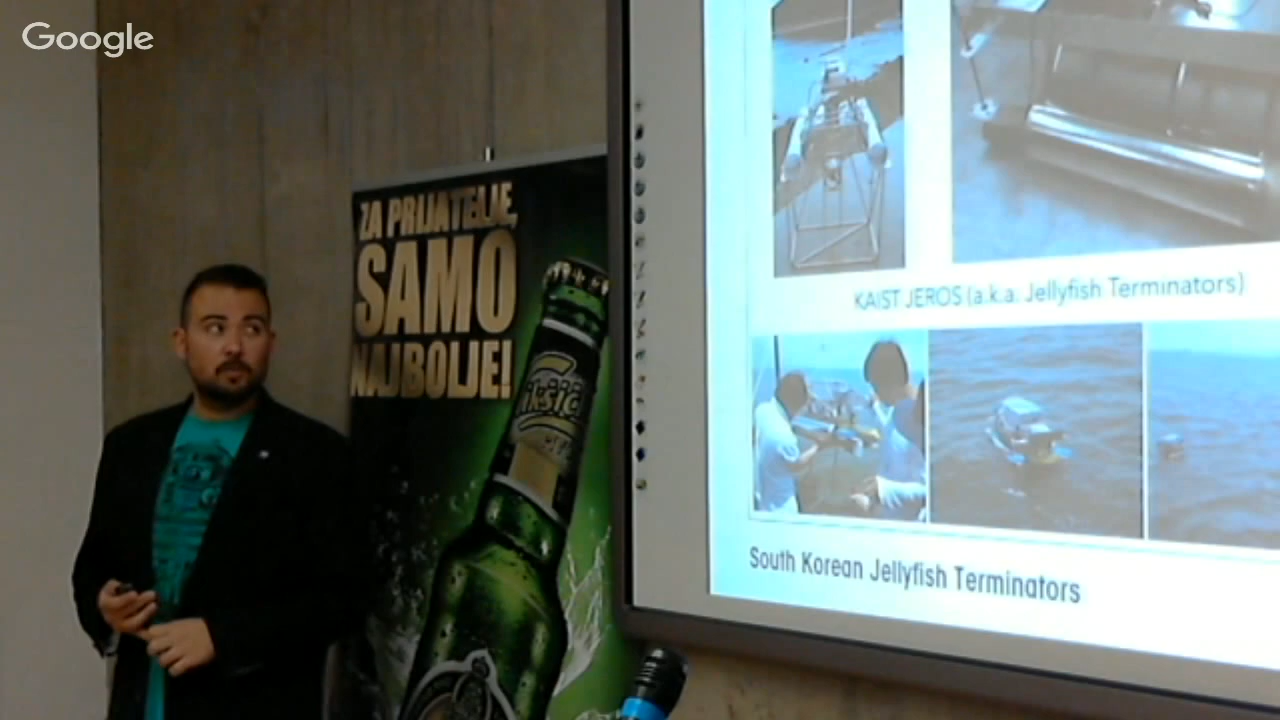 Google
ZA PRIJATELJE,
SAMO
NAJBOLJE!
KAIST JEROS (a.k.a. Jellyfish Terminators)
South Korean Jellyfish Terminators